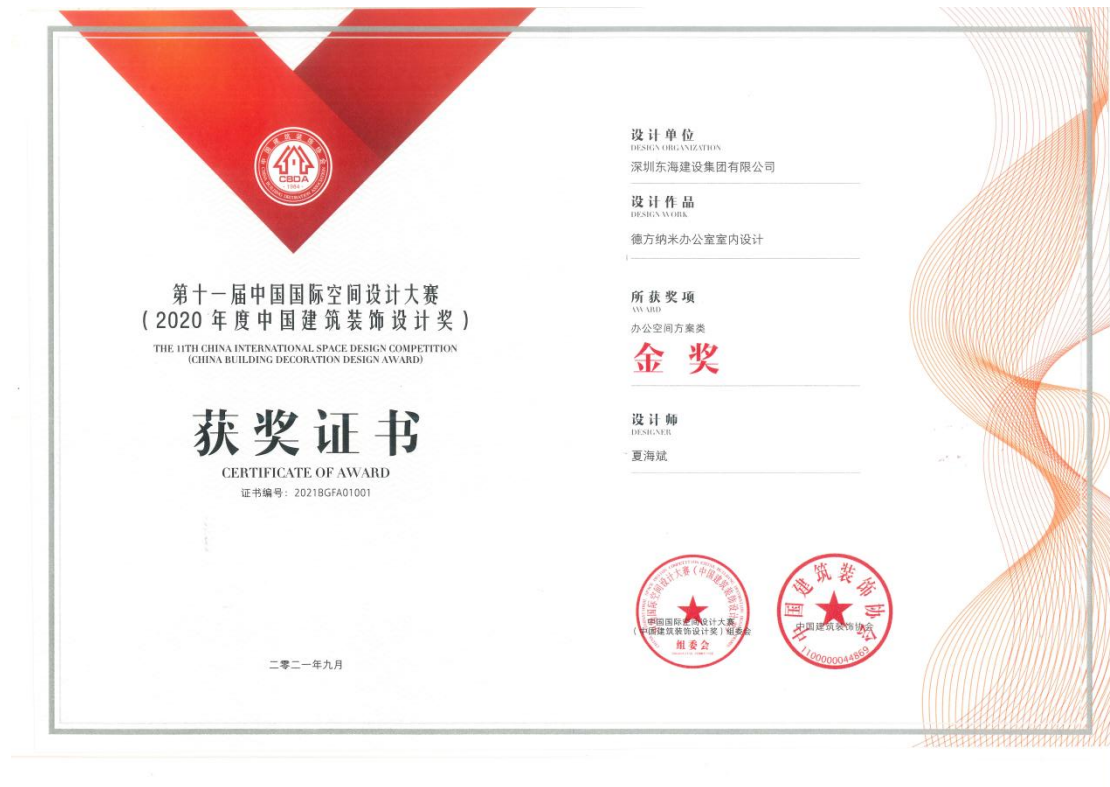 中国建筑装饰协会
CBDA
·1984·
第十一届中国国际空间设计大赛
(2020年度中国建筑装饰设计奖)
THE 11TH CHINA INTERNATIONAL SPACE DESIGN COMPETITION
(CHINA BUILDING DECORATION DESIGN AWARD)
获奖证书
CERTIFICATE OF AWARD
证书编号：2021BGFA01001
二零二一年九月
设计单位
DESIGN ORGANIZATION
深圳东海建设集团有限公司
设计作品
DESIGN WORK
德方纳米办公室室内设计
所获奖项
AWARD
办公空间方案类
金奖
设计师
DESIGNER
夏海斌
中国国际空间设计大赛
(中国建筑装饰设计奖)组委会
组委会
中国建筑装饰协会
中国建筑装饰协会
1100000044869